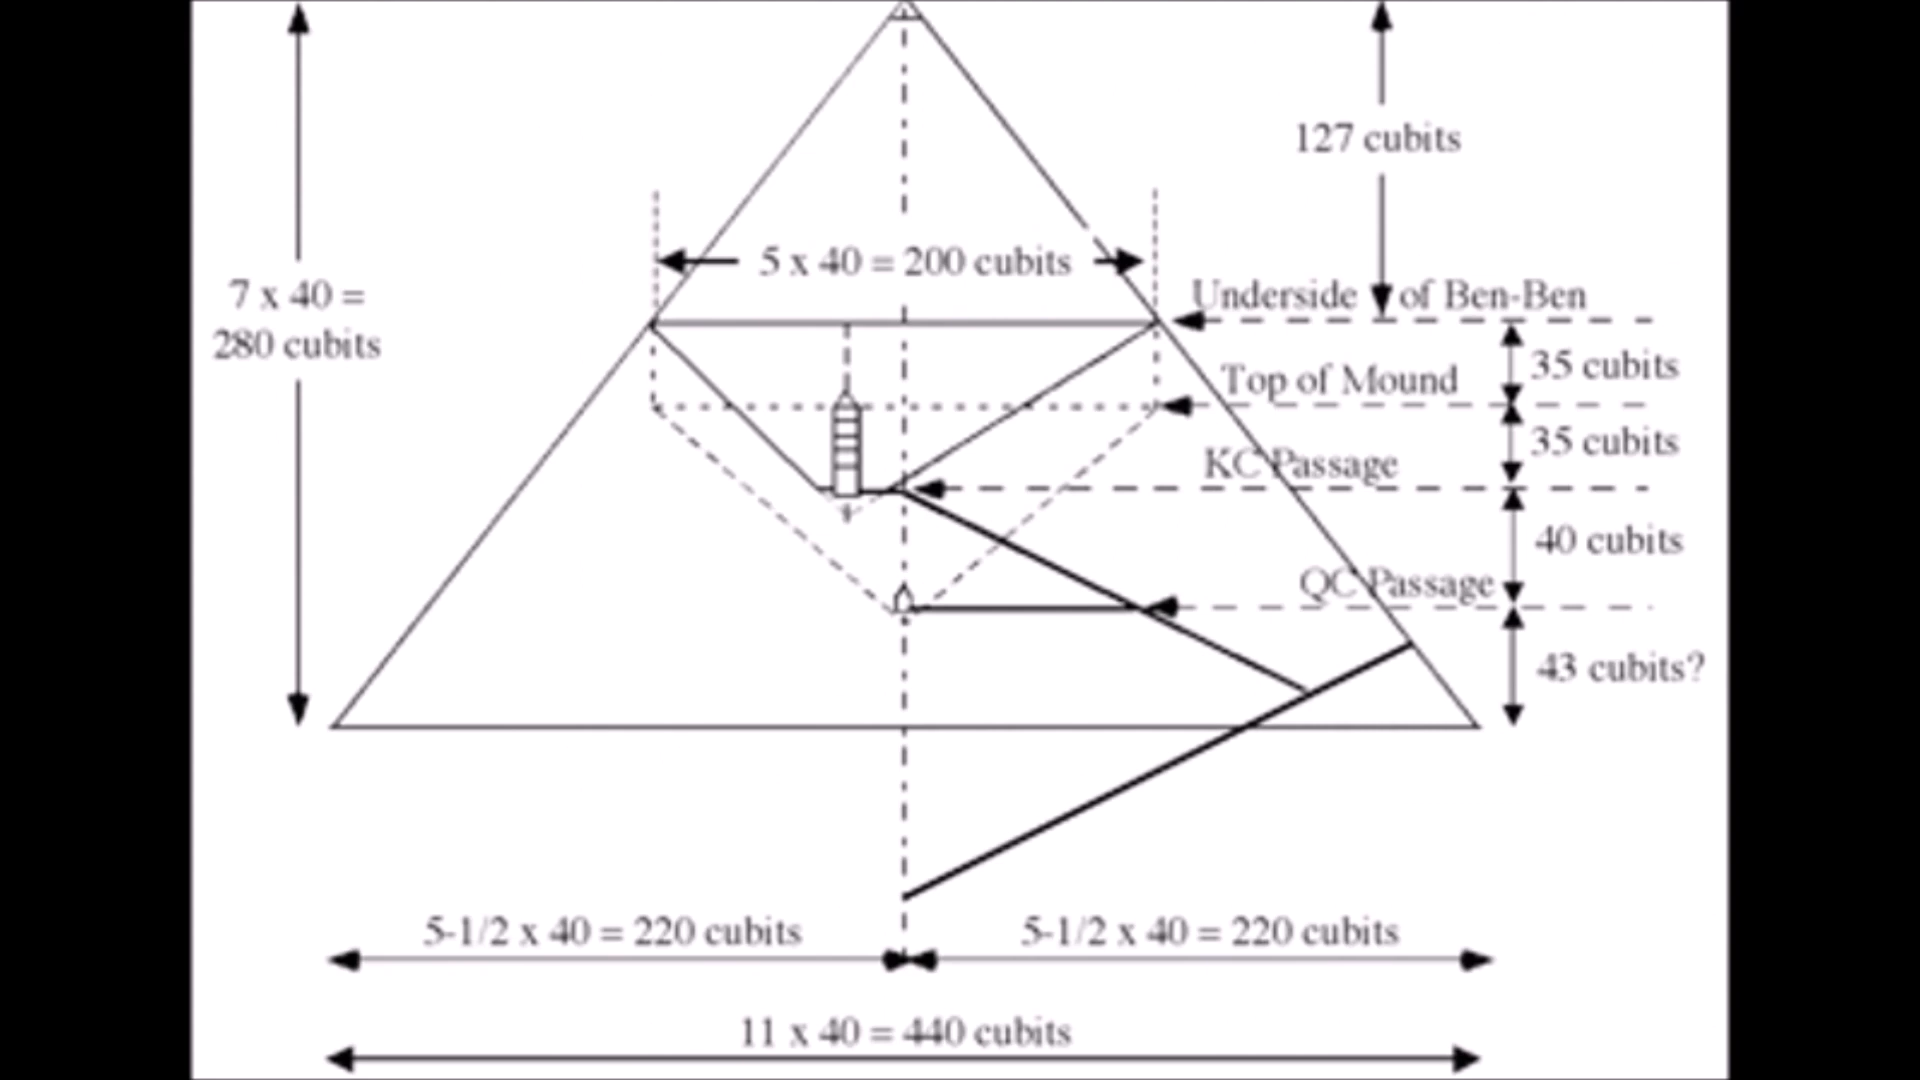 127 cubits
5 x 40 = 200 cubits
7 x 40 =
280 cubits
Underside of Ben-Ben
35 cubits
Top of Mound
35 cubits
KC Passage
40 cubits
QC Passage
43 cubits?
5-1/2 x 40 = 220 cubits
5-1/2 x 40 = 220 cubits
11 x 40 = 440 cubits